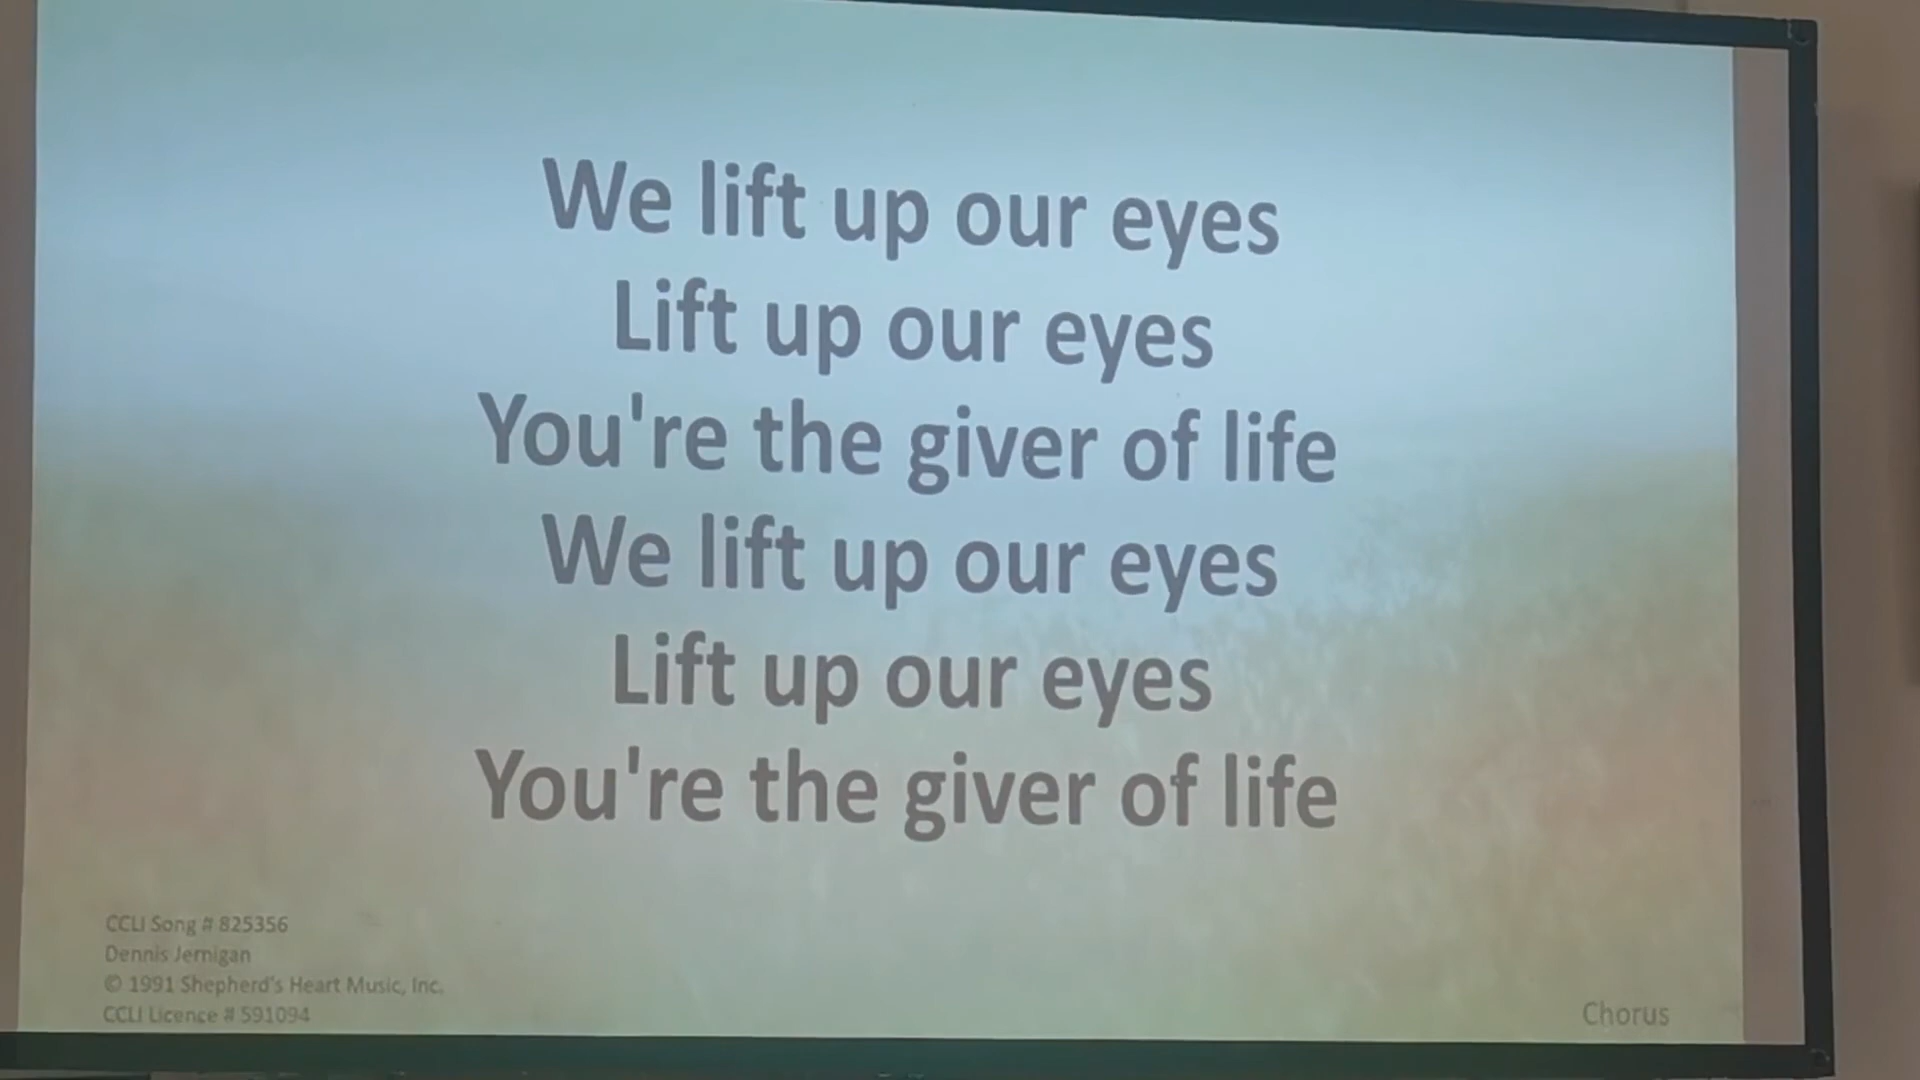 We lift up our eyes
Lift up our eyes
You're the giver of life
We lift up our eyes
Lift up our eyes
You're the giver of life
CCLI Song # 825356
Dennis Jernigan
© 1991 Shepherd's Heart Music, Inc.
CCLI Licence # 591094
Chorus